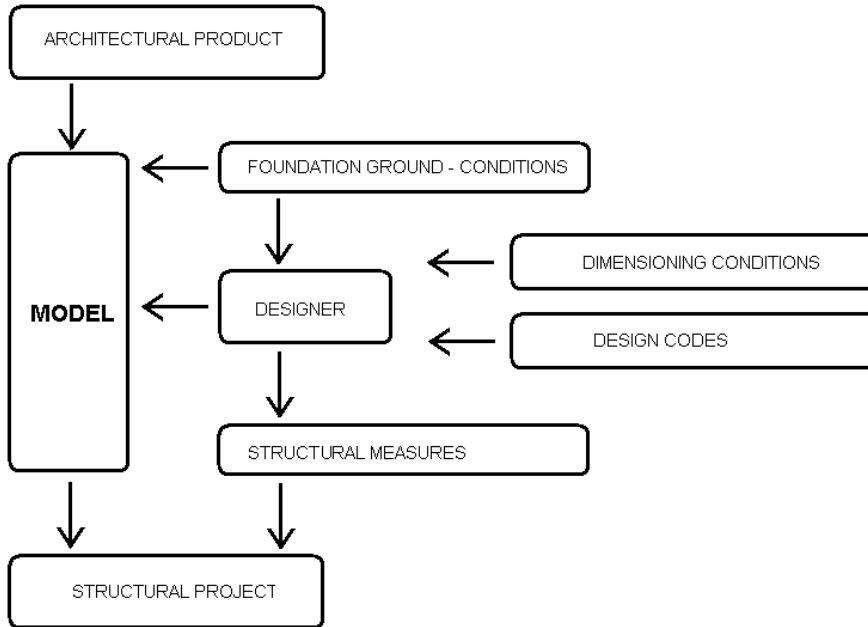 ARCHITECTURAL PRODUCT
FOUNDATION GROUND - CONDITIONS
DIMENSIONING CONDITIONS
MODEL
DESIGNER
DESIGN CODES
STRUCTURAL MEASURES
STRUCTURAL PROJECT